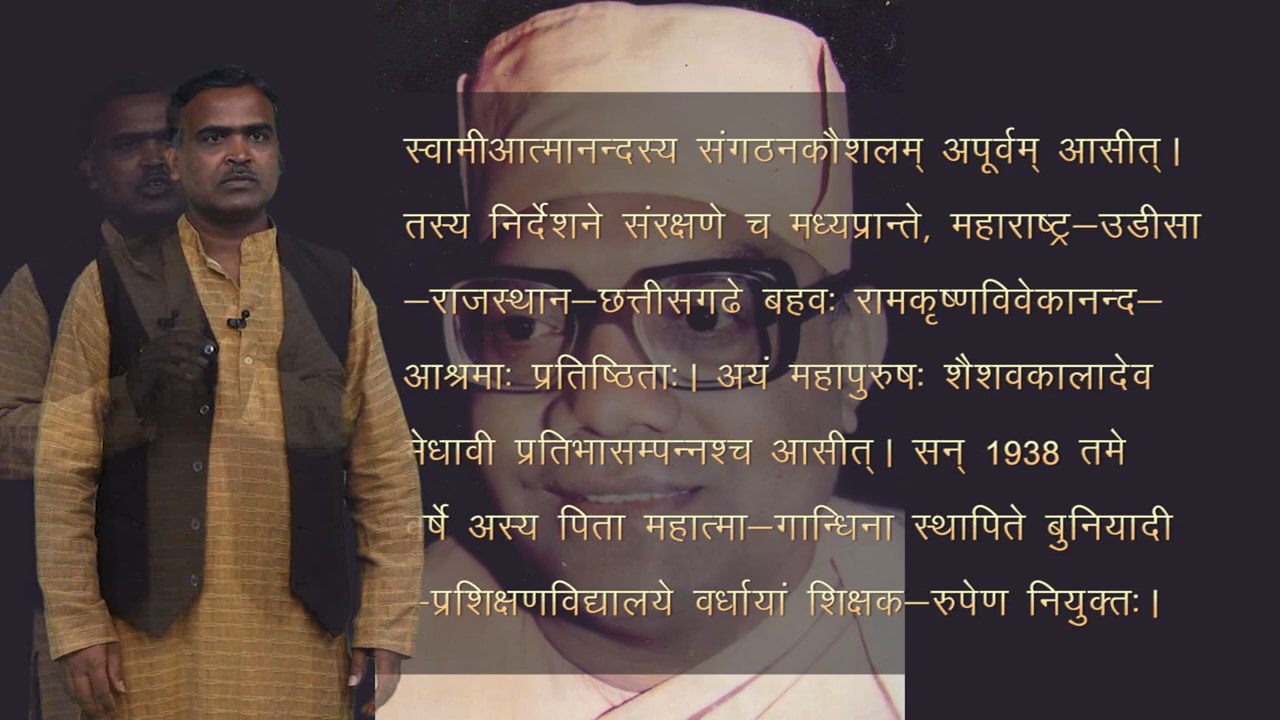 स्वामीआत्मानन्दस्य संगठनकौशलम् अपूर्वम् आसीत्।
तस्य निर्देशने संरक्षणे च मध्यप्रान्ते, महाराष्ट्र–उडीसा
–राजस्थान–छत्तीसगढे बहवः रामकृष्णविवेकानन्द–
आश्रमाः प्रतिष्ठिताः। अयं महापुरुषः शैशवकालादेव
मेधावी प्रतिभासम्पन्नश्च आसीत्। सन् 1938 तमे
वर्षे अस्य पिता महात्मा–गान्धिना स्थापिते बुनियादी
–प्रशिक्षणविद्यालये वर्धायां शिक्षक–रुपेण नियुक्तः।